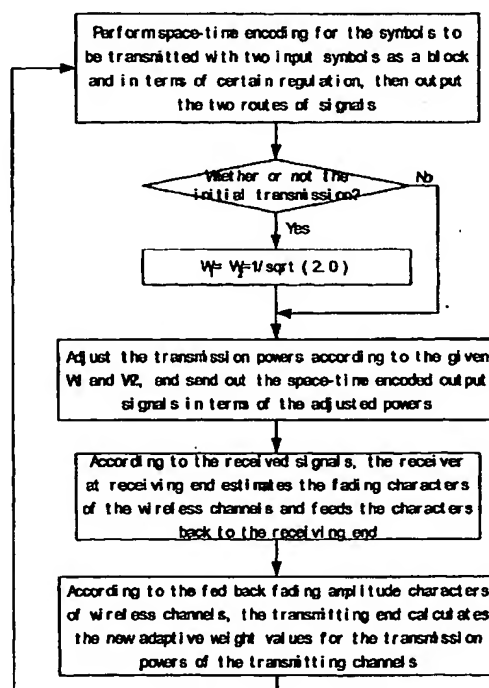 Perform space-time encoding for the symbols to
be transmitted with two input symbols as a block
and in terms of certain regulation, then output
the two routes of signals
Whether or not the
initial transmission?
No
Yes
W1= W2=1/sqrt (2.0)
Adjust the transmission powers according to the given
W1 and W2, and send out the space-time encoded output
signals in terms of the adjusted powers
According to the received signals, the receiver
at receiving end estimates the fading characters
of the wireless channels and feeds the characters
back to the receiving end
According to the fed back fading amplitude characters
of wireless channels, the transmitting end calculates
the new adaptive weight values for the transmission
powers of the transmitting channels